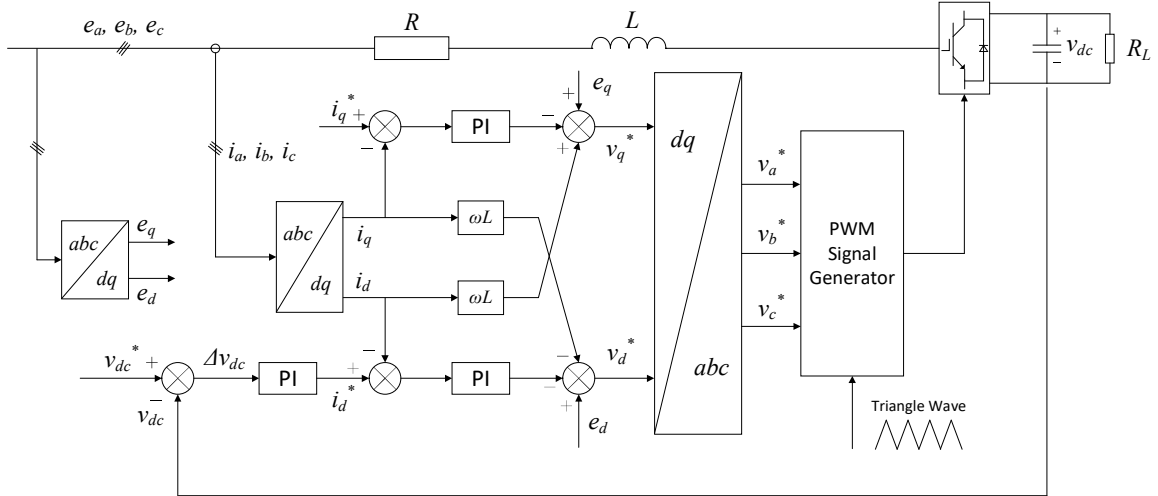 e_a, e_b, e_c
R
L
+
v_dc
−
R_L
i_a, i_b, i_c
i_q^*
+
−
PI
−
+
e_q
+
v_q^*
dq
abc
v_a^*
v_b^*
v_c^*
PWM
Signal
Generator
abc
dq
e_q
e_d
abc
dq
i_q
i_d
ωL
ωL
v_dc^*
+
−
v_dc
Δv_dc
PI
+
−
i_d^*
PI
−
−
+
e_d
v_d^*
Triangle Wave